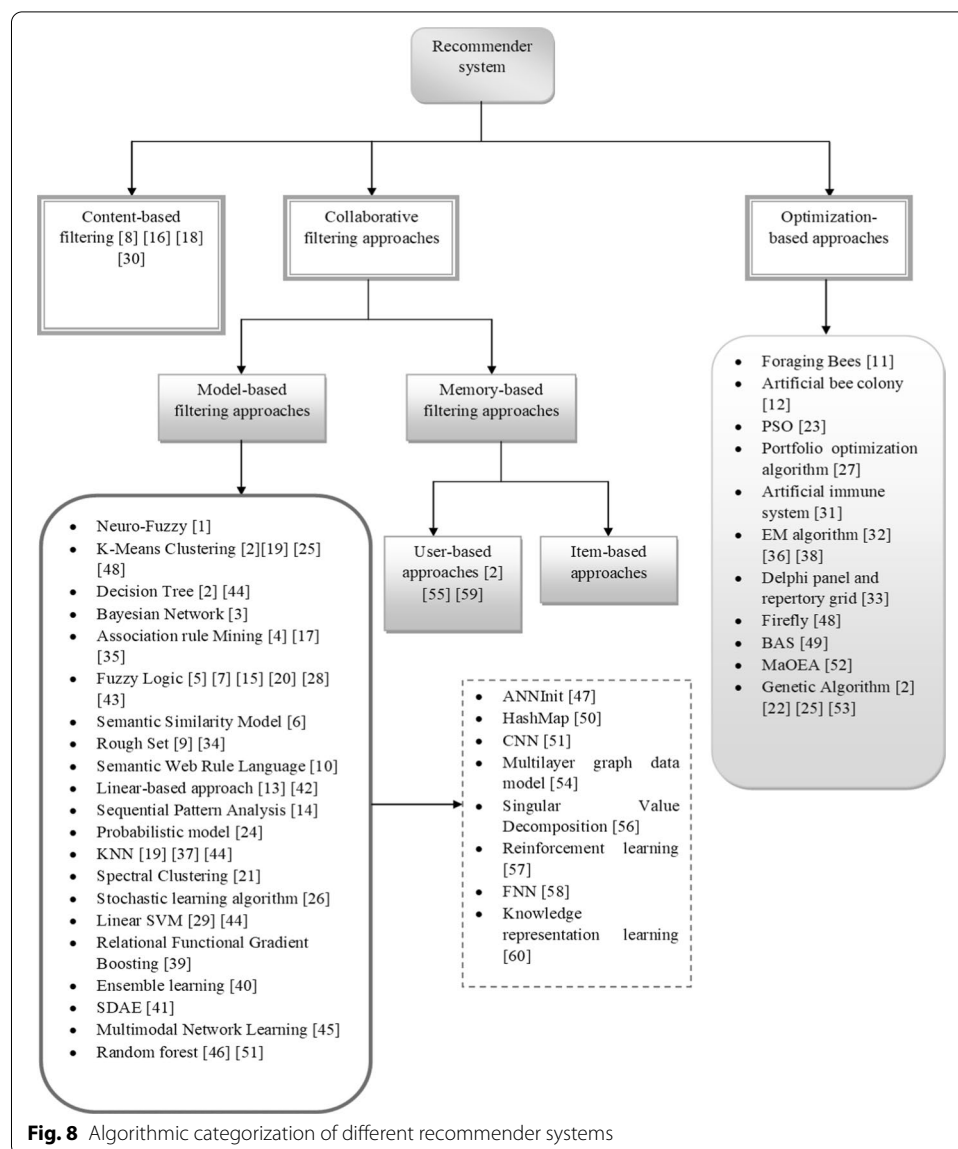 Recommender
system
Content-based
filtering [8] [16] [18]
[30]
Collaborative
filtering approaches
Optimization-
based approaches
Model-based
filtering approaches
Memory-based
filtering approaches
User-based
approaches [2]
[55] [59]
Item-based
approaches
• Neuro-Fuzzy [1]
• K-Means Clustering [2][19] [25]
[48]
• Decision Tree [2] [44]
• Bayesian Network [3]
• Association rule Mining [4] [17]
[35]
• Fuzzy Logic [5] [7] [15] [20] [28]
[43]
• Semantic Similarity Model [6]
• Rough Set [9] [34]
• Semantic Web Rule Language [10]
• Linear-based approach [13] [42]
• Sequential Pattern Analysis [14]
• Probabilistic model [24]
• KNN [19] [37] [44]
• Spectral Clustering [21]
• Stochastic learning algorithm [26]
• Linear SVM [29] [44]
• Relational Functional Gradient
Boosting [39]
• Ensemble learning [40]
• SDAE [41]
• Multimodal Network Learning [45]
• Random forest [46] [51]
• ANNInit [47]
• HashMap [50]
• CNN [51]
• Multilayer graph data
model [54]
• Singular Value
Decomposition [56]
• Reinforcement learning
[57]
• FNN [58]
• Knowledge
representation learning
[60]
• Foraging Bees [11]
• Artificial bee colony
[12]
• PSO [23]
• Portfolio optimization
algorithm [27]
• Artificial immune
system [31]
• EM algorithm [32]
[36] [38]
• Delphi panel and
repertory grid [33]
• Firefly [48]
• BAS [49]
• MaOEA [52]
• Genetic Algorithm [2]
[22] [25] [53]
Fig. 8 Algorithmic categorization of different recommender systems